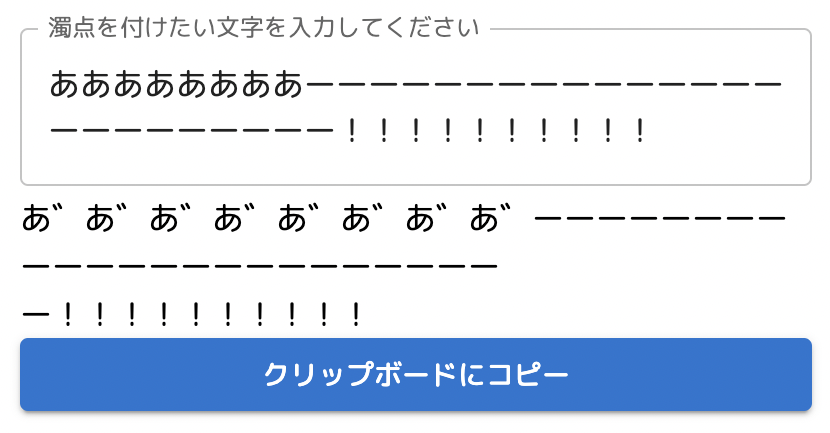 濁点を付けたい文字を入力してください
ああああああああーーーーーーーーーーーーーーー
ーーーーーーーーー！！！！！！！！！！
あ゛あ゛あ゛あ゛あ゛あ゛あ゛あ゛ーーーーーーーー
ーーーーーーーーーーーーーーー
ー！！！！！！！！！！
クリップボードにコピー